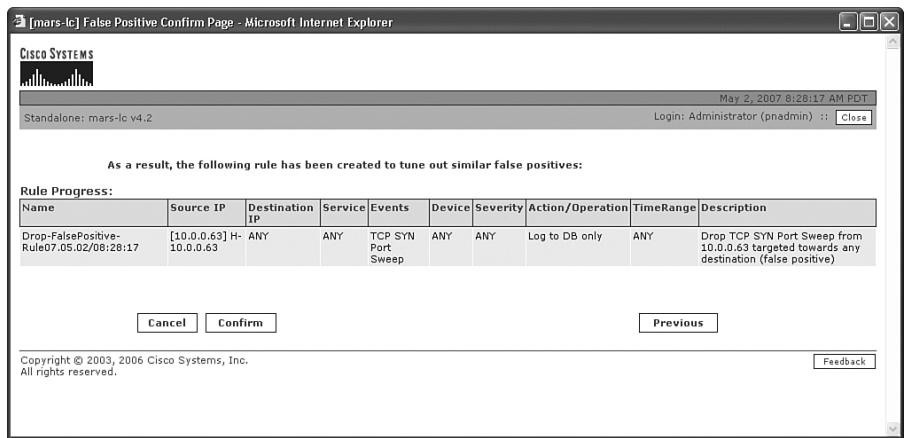 [mars-lc] False Positive Confirm Page - Microsoft Internet Explorer
CISCO SYSTEMS
May 2, 2007 8:28:17 AM PDT
Standalone: mars-lc v4.2
Login: Administrator (pnadmin) ::
Close
As a result, the following rule has been created to tune out similar false positives:
Rule Progress:
Name
Source IP
Destination
IP
Service
Events
Device
Severity
Action/Operation
TimeRange
Description
Drop-FalsePositive-
Rule07.05.02/08:28:17
[10.0.0.63] H-
10.0.0.63
ANY
ANY
TCP SYN
Port
Sweep
ANY
ANY
Log to DB only
ANY
Drop TCP SYN Port Sweep from
10.0.0.63 targeted towards any
destination (false positive)
Cancel
Confirm
Previous
Copyright © 2003, 2006 Cisco Systems, Inc.
All rights reserved.
Feedback